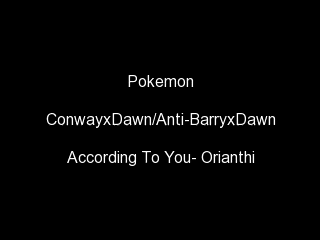 Pokemon
ConwayxDawn/Anti-BarryxDawn
According To You- Orianthi